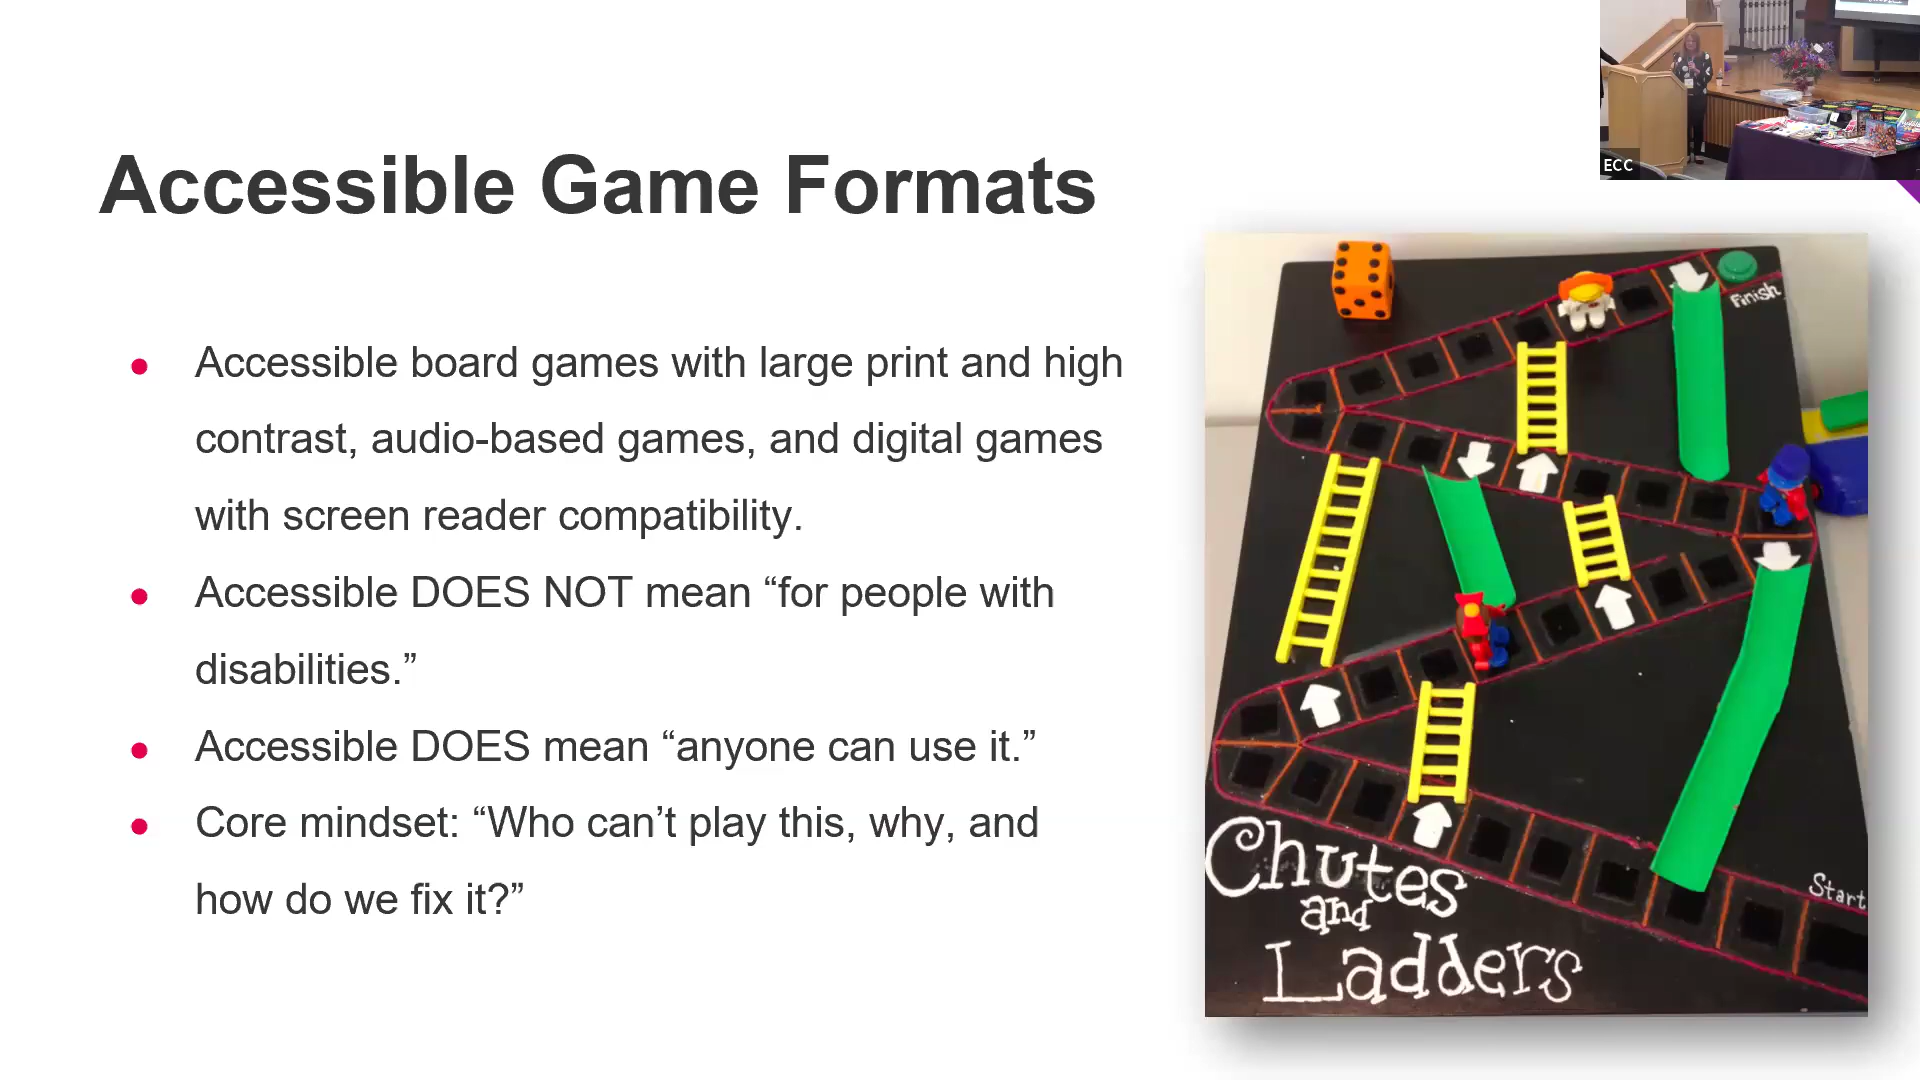 ECC
Accessible Game Formats
Accessible board games with large print and high
contrast, audio-based games, and digital games
with screen reader compatibility.
Accessible DOES NOT mean “for people with
disabilities.”
Accessible DOES mean “anyone can use it.”
Core mindset: “Who can’t play this, why, and
how do we fix it?”
Finish
Start
Chutes
and
Ladders